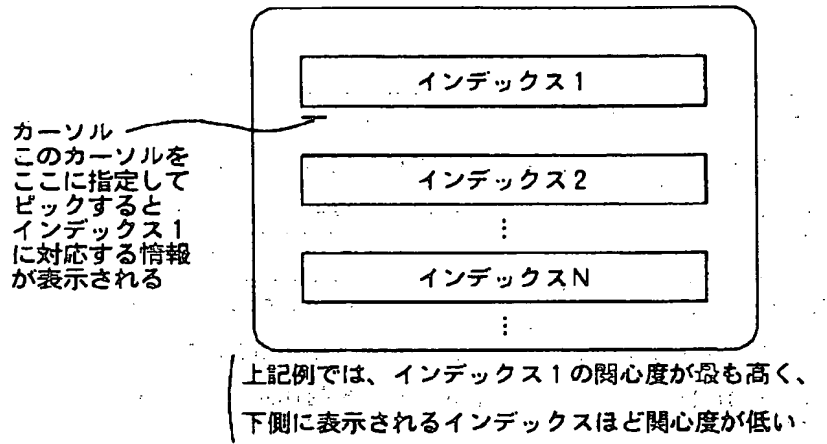 インデックス1
カーソル
このカーソルを
ここに指定して
ピックすると
インデックス1
に対応する情報
が表示される
インデックス2
インデックスN
上記例では、インデックス1の関心度が最も高く、
下側に表示されるインデックスほど関心度が低い